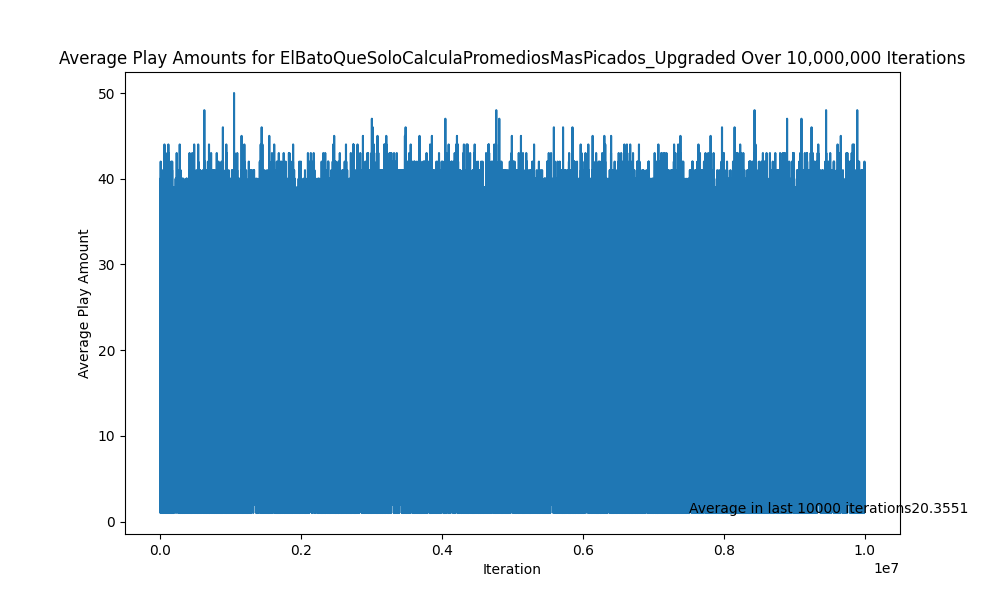 Average Play Amounts for ElBatoQueSoloCalculaPromediosMasPicados_Upgraded Over 10,000,000 Iterations
50
40
30
20
10
0
Average Play Amount
Average in last 10000 iterations20.3551
0.0 0.2 0.4 0.6 0.8 1.0
1e7
Iteration